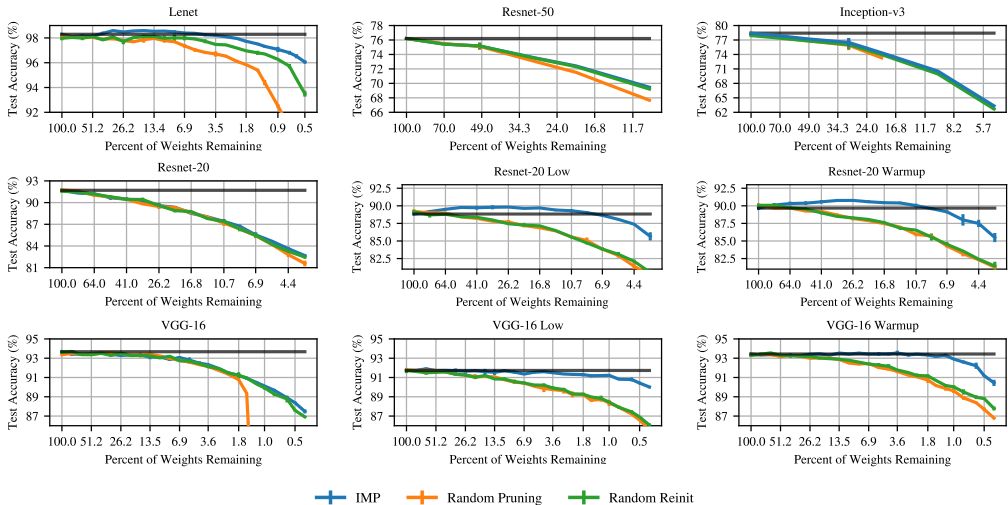 Lenet
Test Accuracy (%)
98
96
94
92
100.0 51.2 26.2 13.4 6.9 3.5 1.8 0.9 0.5
Percent of Weights Remaining
Resnet-50
Test Accuracy (%)
78
76
74
72
70
68
66
100.0 70.0 49.0 34.3 24.0 16.8 11.7
Percent of Weights Remaining
Inception-v3
Test Accuracy (%)
80
77
74
71
68
65
62
100.0 70.0 49.0 34.3 24.0 16.8 11.7 8.2 5.7
Percent of Weights Remaining
Resnet-20
Test Accuracy (%)
93
90
87
84
81
100.0 64.0 41.0 26.2 16.8 10.7 6.9 4.4
Percent of Weights Remaining
Resnet-20 Low
Test Accuracy (%)
92.5
90.0
87.5
85.0
82.5
100.0 64.0 41.0 26.2 16.8 10.7 6.9 4.4
Percent of Weights Remaining
Resnet-20 Warmup
Test Accuracy (%)
92.5
90.0
87.5
85.0
82.5
100.0 64.0 41.0 26.2 16.8 10.7 6.9 4.4
Percent of Weights Remaining
VGG-16
Test Accuracy (%)
95
93
91
89
87
100.0 51.2 26.2 13.5 6.9 3.6 1.8 1.0 0.5
Percent of Weights Remaining
VGG-16 Low
Test Accuracy (%)
95
93
91
89
87
100.0 51.2 26.2 13.5 6.9 3.6 1.8 1.0 0.5
Percent of Weights Remaining
VGG-16 Warmup
Test Accuracy (%)
95
93
91
89
87
100.0 51.2 26.2 13.5 6.9 3.6 1.8 1.0 0.5
Percent of Weights Remaining
IMP Random Pruning Random Reinit